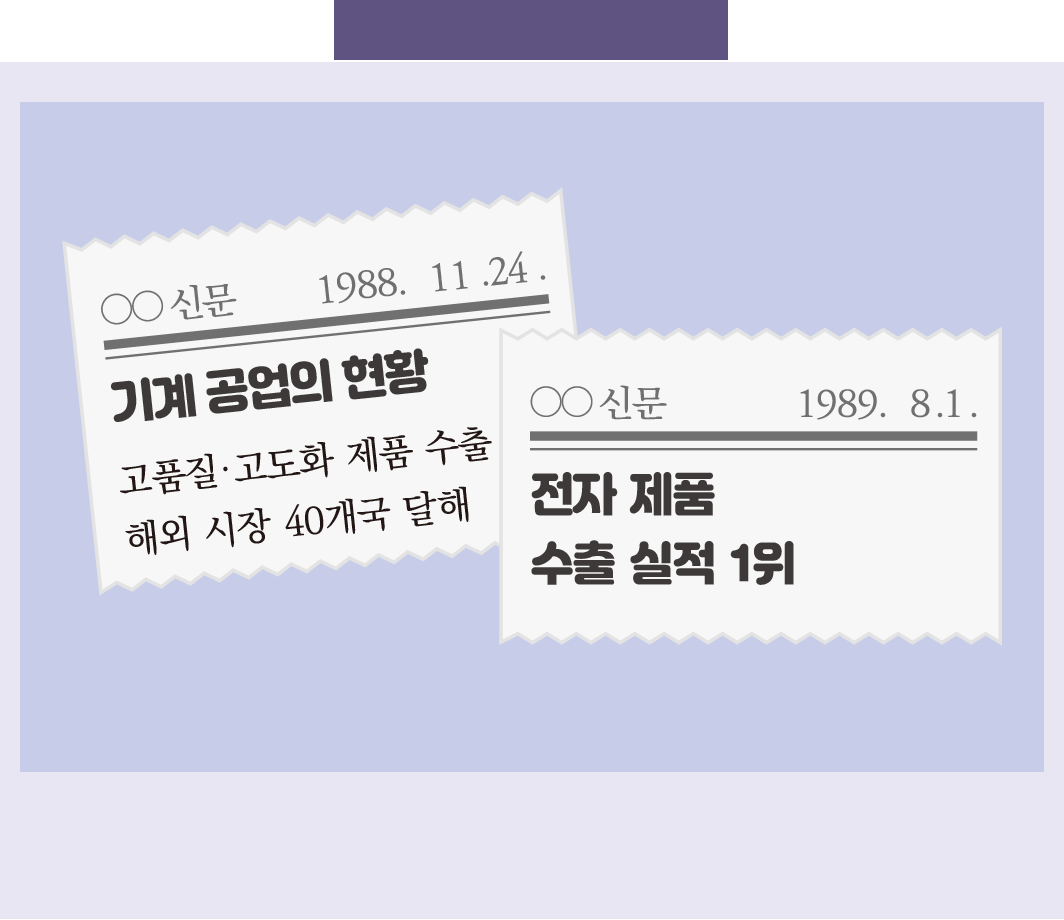 ○○ 신문 1988. 11 .24 .
기계 공업의 현황
고품질·고도화 제품 수출
해외 시장 40개국 달해
○○ 신문 1989. 8.1 .
전자 제품
수출 실적 1위